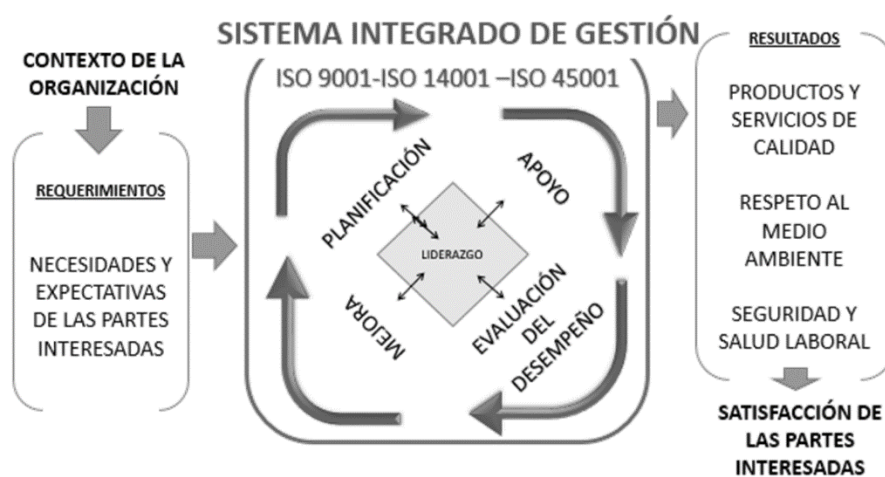 SISTEMA INTEGRADO DE GESTIÓN
CONTEXTO DE LA
ORGANIZACIÓN
REQUERIMIENTOS
NECESIDADES Y
EXPECTATIVAS
DE LAS PARTES
INTERESADAS
ISO 9001-ISO 14001 –ISO 45001
PLANIFICACIÓN
APOYO
LIDERAZGO
MEJORA
EVALUACIÓN
DEL
DESEMPEÑO
RESULTADOS
PRODUCTOS Y
SERVICIOS DE
CALIDAD
RESPETO AL
MEDIO
AMBIENTE
SEGURIDAD Y
SALUD LABORAL
SATISFACCIÓN DE
LAS PARTES
INTERESADAS